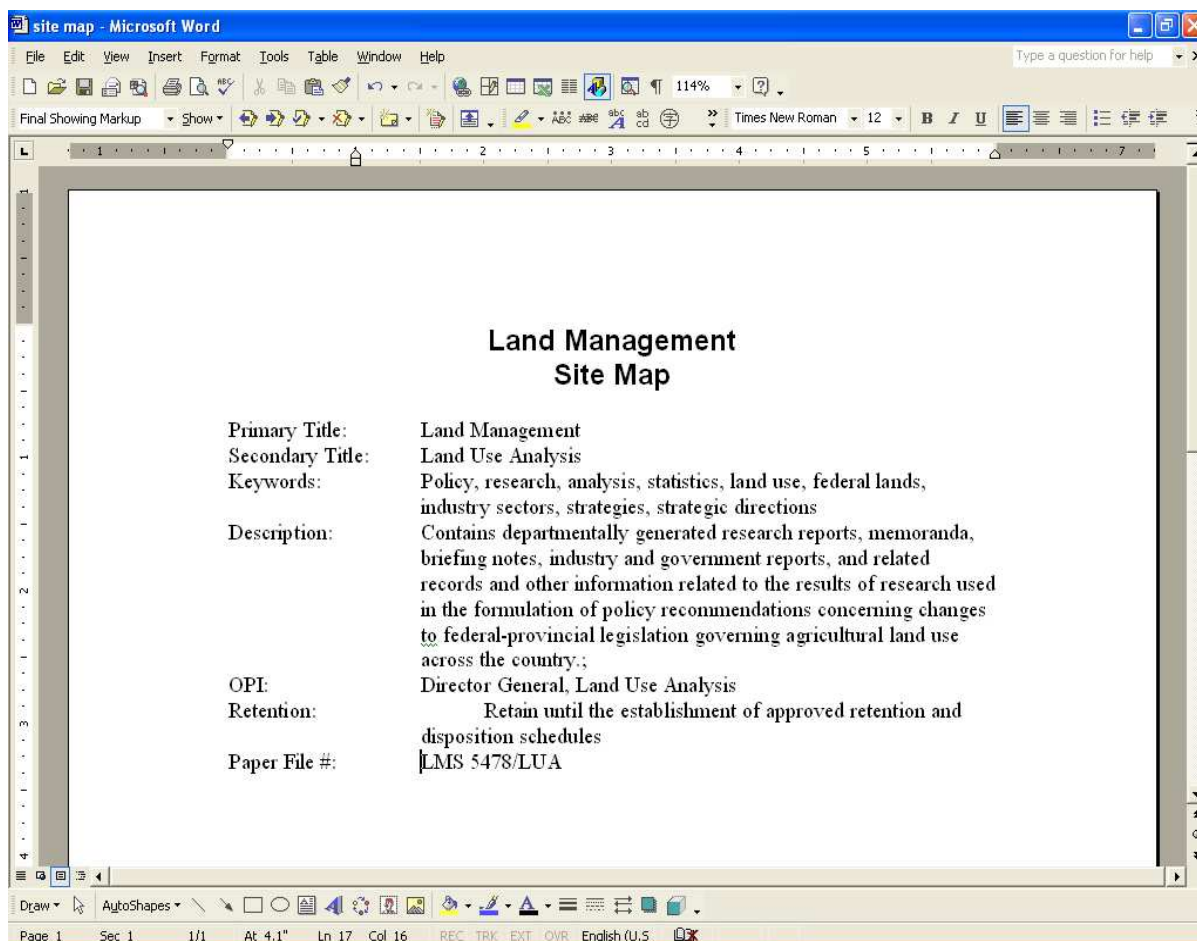 site map - Microsoft Word
File Edit View Insert Format Tools Table Window Help Type a question for help
114%
Final Showing Markup Show Times New Roman 12 B I U
1 1 2 3 4 5 7
Land Management
Site Map
Primary Title: Land Management
Secondary Title: Land Use Analysis
Keywords: Policy, research, analysis, statistics, land use, federal lands,
industry sectors, strategies, strategic directions
Description: Contains departmentally generated research reports, memoranda,
briefing notes, industry and government reports, and related
records and other information related to the results of research used
in the formulation of policy recommendations concerning changes
to federal-provincial legislation governing agricultural land use
across the country.;
OPI: Director General, Land Use Analysis
Retention: Retain until the establishment of approved retention and
disposition schedules
Paper File #: LMS 5478/LUA
Draw AutoShapes
Page 1 Sec 1 1/1 At 4.1" Ln 17 Col 16 REC TRK EXT OVR English (U.S